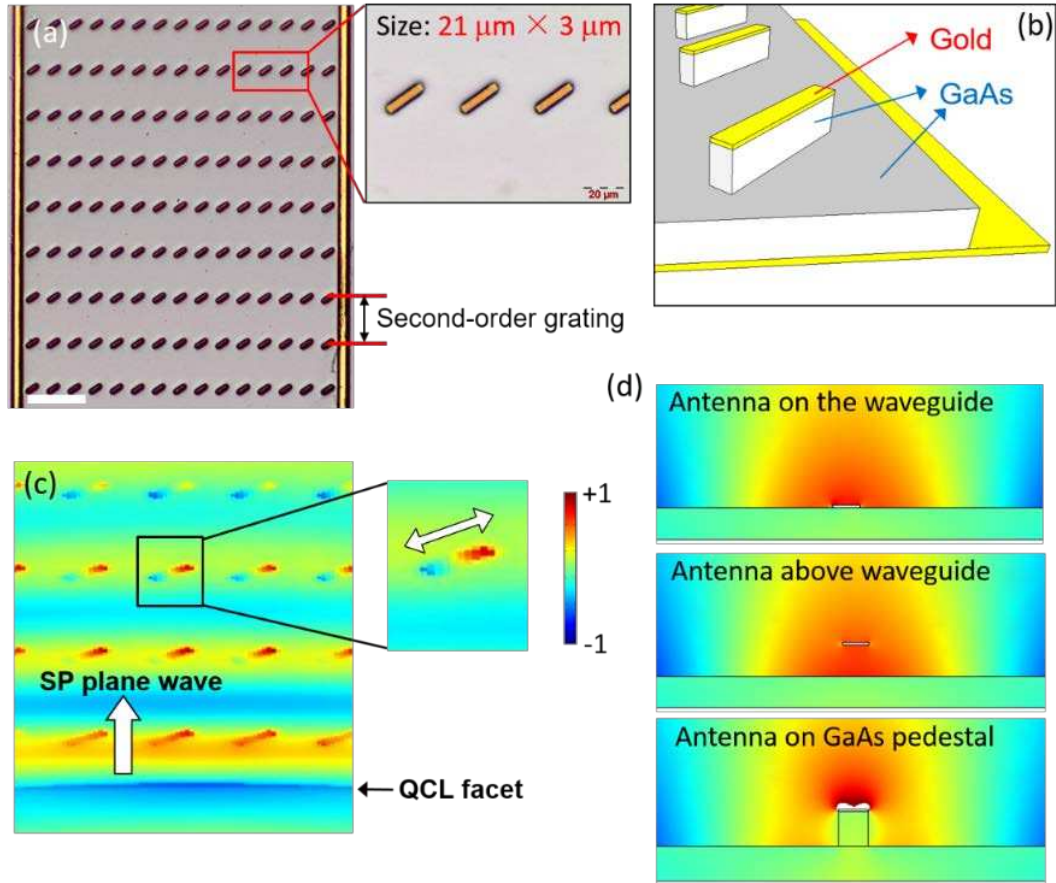 (a)
Size: 21 μm × 3 μm
20 μm
Second-order grating
(b)
Gold
GaAs
(c)
+1
-1
SP plane wave
QCL facet
(d)
Antenna on the waveguide
Antenna above waveguide
Antenna on GaAs pedestal